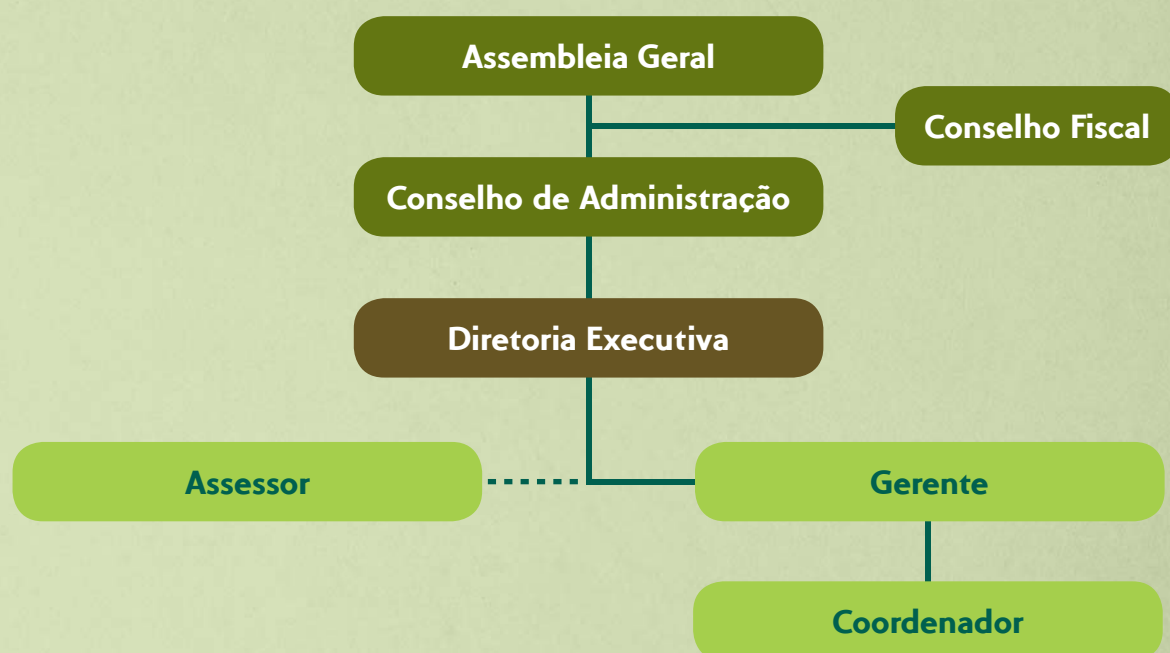 Assembleia Geral
Conselho Fiscal
Conselho de Administração
Diretoria Executiva
Assessor
Gerente
Coordenador